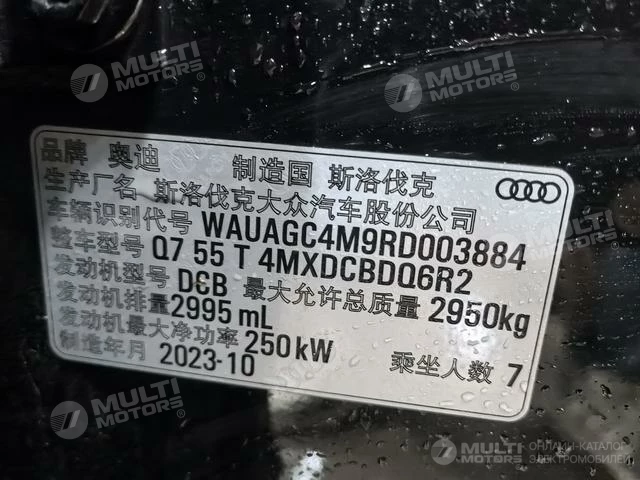 MULTI MOTORS
MULTI MOTORS
品牌 奥迪 制造国 斯洛伐克
生产厂名 斯洛伐克大众汽车股份公司
车辆识别代号 WAUAGC4M9RD003884
整车型号 Q7 55 T 4MXDCBDQ6R2
发动机型号 DCB 最大允许总质量 2950kg
发动机排量 2995 mL
发动机最大净功率 250 kW
制造年月 2023-10 乘坐人数 7
MULTI MOTORS
MULTI MOTORS
MULTI MOTORS
ОНЛАЙН-КАТАЛОГ
ЭЛЕКТРОМОБИЛЕЙ